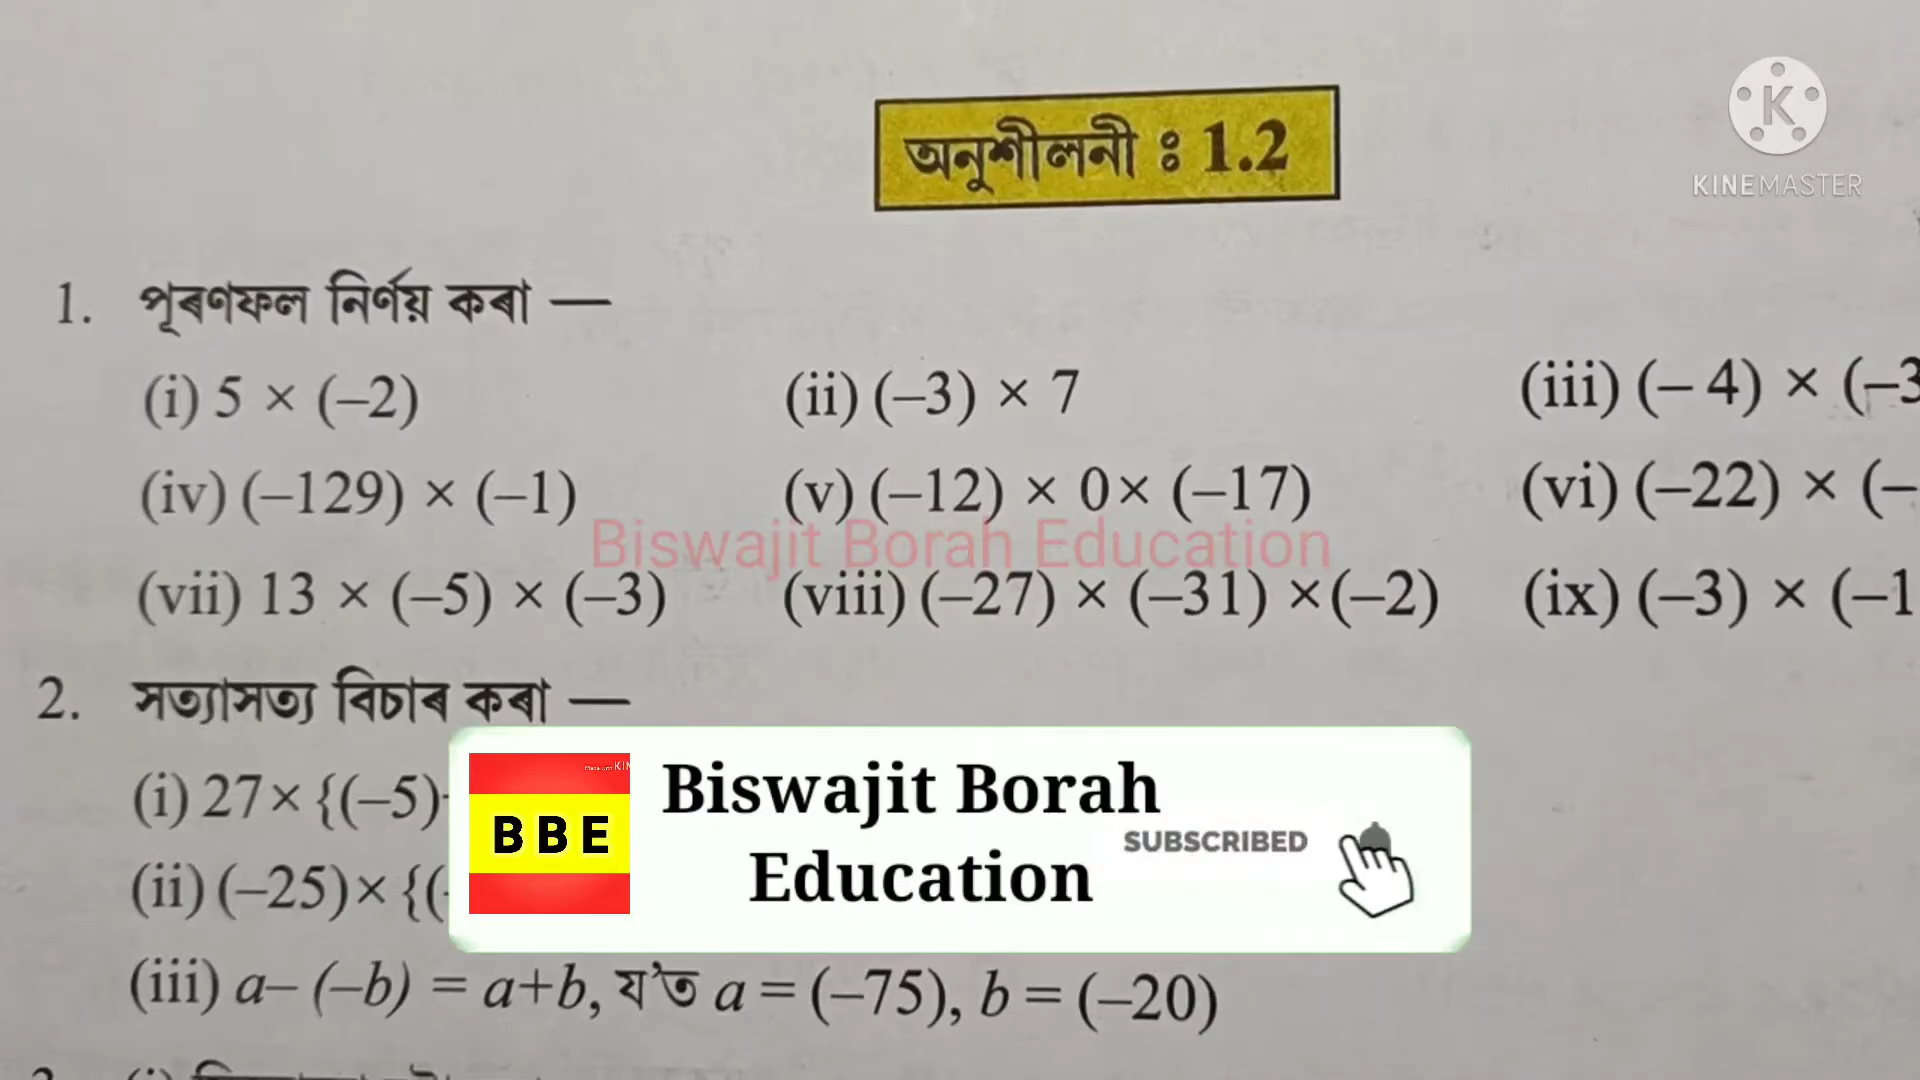 অনুশীলনী ঃ 1.2
KINEMASTER
1. পূৰণফল নিৰ্ণয় কৰা —
(i) 5 × (–2) (ii) (–3) × 7 (iii) (– 4) × (–3
(iv) (–129) × (–1) (v) (–12) × 0× (–17) (vi) (–22) × (–
Biswajit Borah Education
(vii) 13 × (–5) × (–3) (viii) (–27) × (–31) ×(–2) (ix) (–3) × (–1
2. সত্যাসত্য বিচাৰ কৰা —
(i) 27× {(–5)
(ii) (–25)× {(
BBE
Biswajit Borah
Education
SUBSCRIBED
(iii) a– (–b) = a+b, য'ত a = (–75), b = (–20)